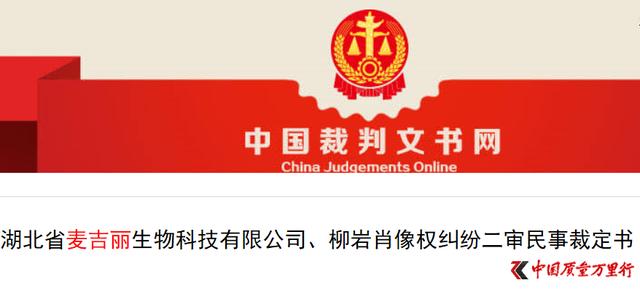 中国裁判文书网
China Judgements Online
湖北省麦吉丽生物科技有限公司、柳岩肖像权纠纷二审民事裁定书
中国质量万里行